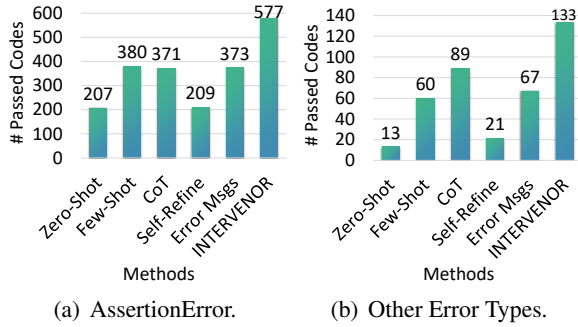 # Passed Codes
600
500
400
300
200
100
0
207
380
371
209
373
577
Zero-Shot
Few-Shot
CoT
Self-Refine
Error Msgs
INTERVENOR
Methods
(a) AssertionError.
# Passed Codes
140
120
100
80
60
40
20
0
13
60
89
21
67
133
Zero-Shot
Few-Shot
CoT
Self-Refine
Error Msgs
INTERVENOR
Methods
(b) Other Error Types.